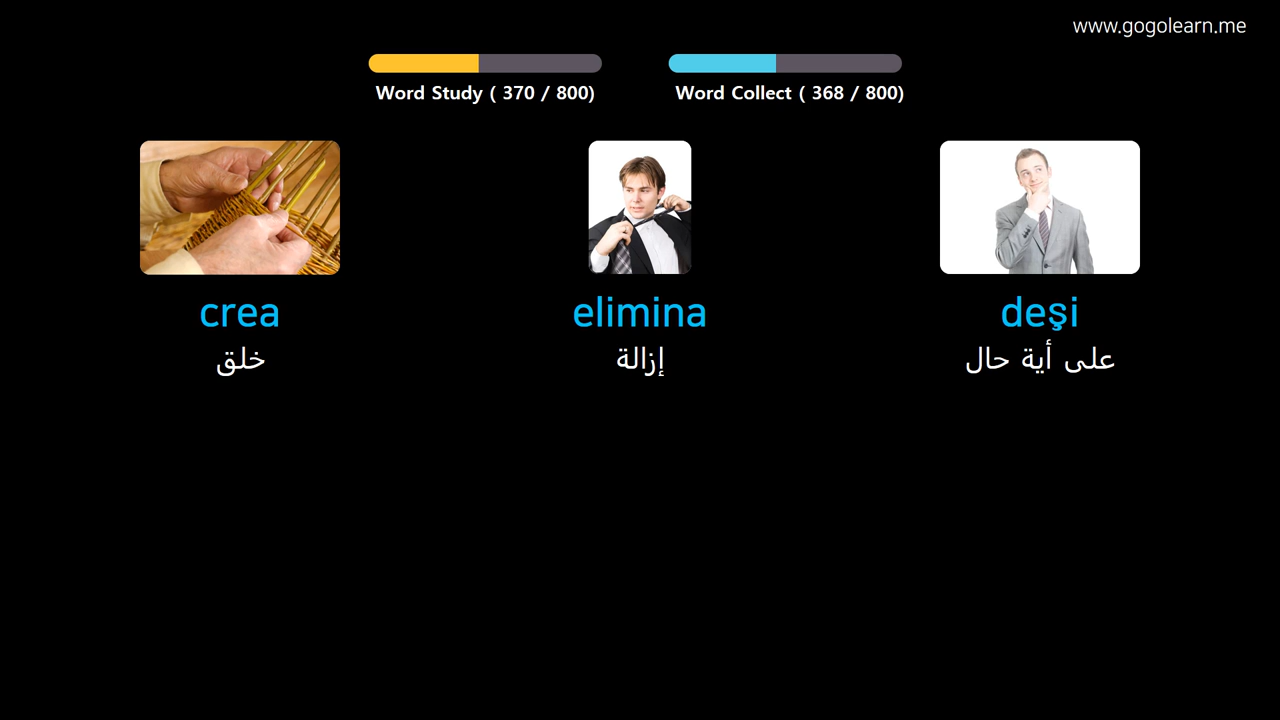 www.gogolearn.me
Word Study ( 370 / 800)
Word Collect ( 368 / 800)
crea
خلق
elimina
إزالة
deşi
على أية حال